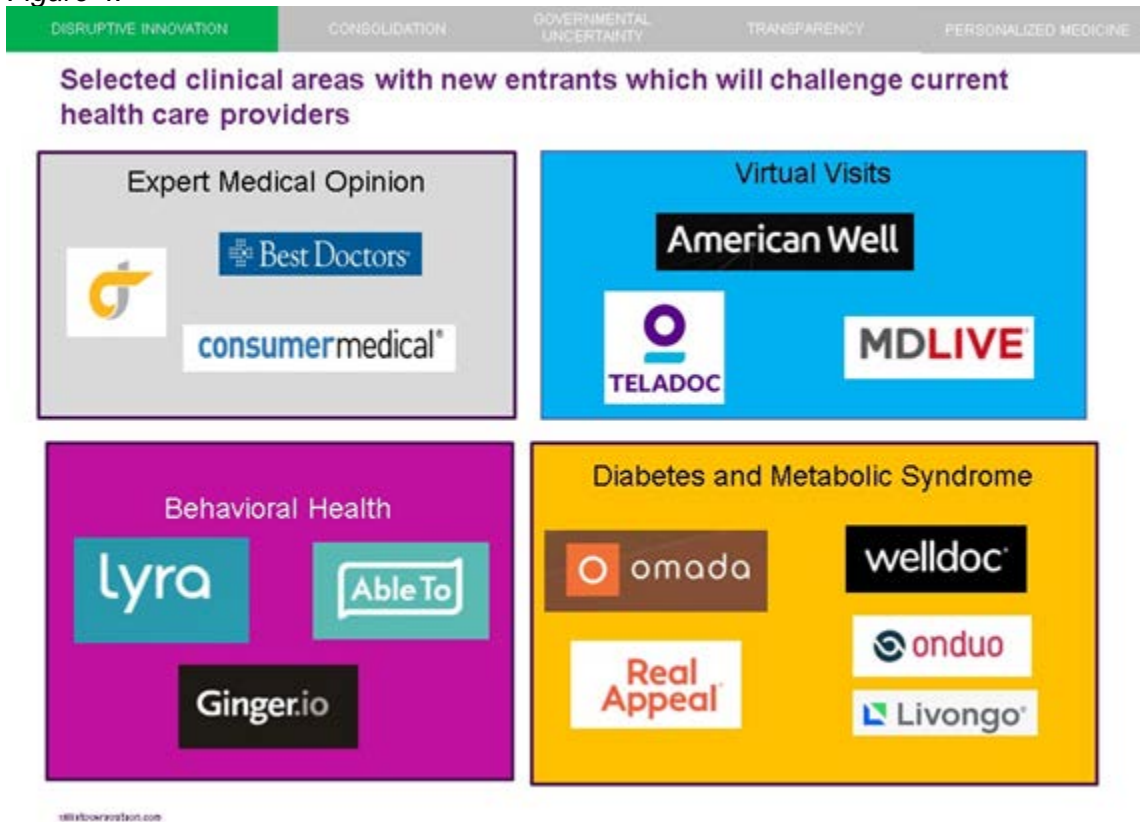 DISRUPTIVE INNOVATION
CONSOLIDATION
GOVERNMENTAL
UNCERTAINTY
TRANSPARENCY
PERSONALIZED MEDICINE
Selected clinical areas with new entrants which will challenge current
health care providers
Expert Medical Opinion
Best Doctors
consumermedical®
Virtual Visits
American Well
TELADOC
MDLIVE
Behavioral Health
lyra
AbleTo
Ginger.io
Diabetes and Metabolic Syndrome
omada
welldoc
Real
Appeal
onduo
Livongo